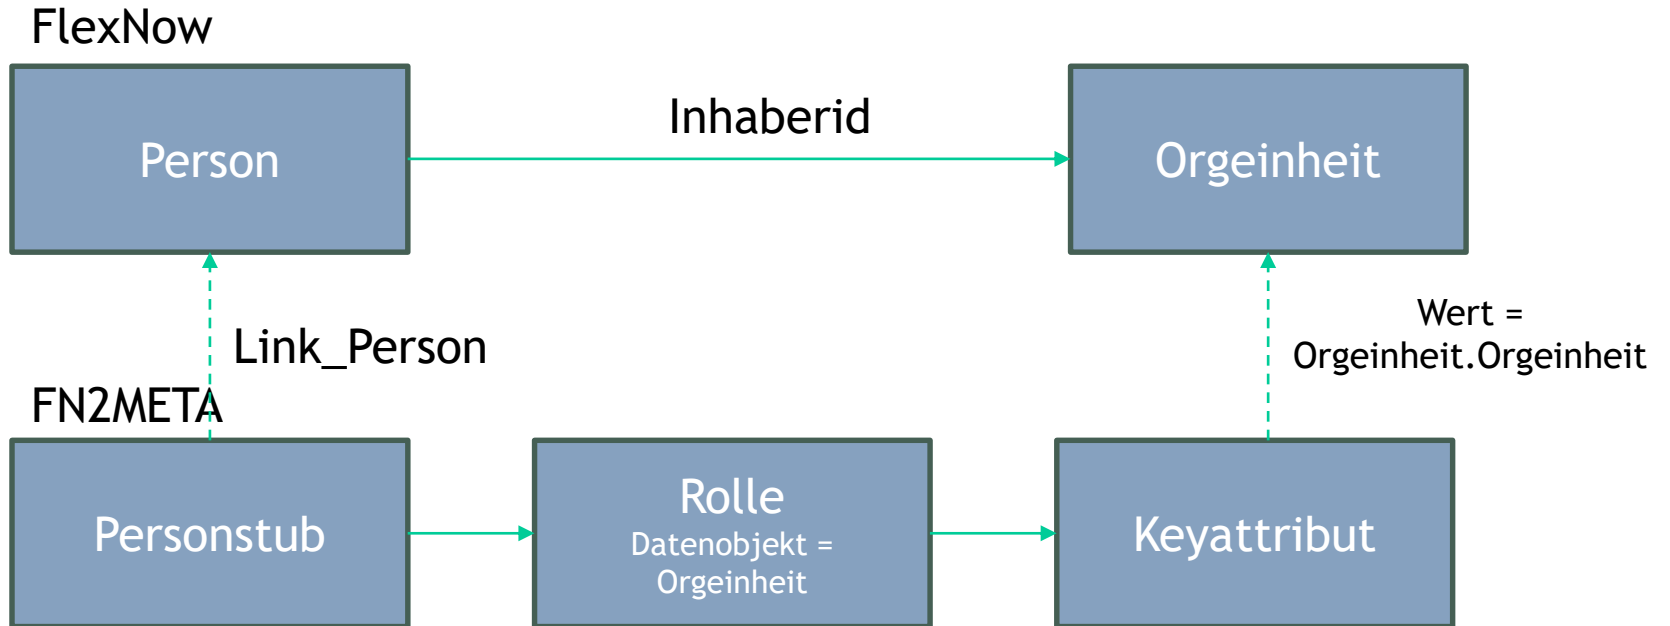 FlexNow
Person
Inhaberid
Orgeinheit
Link_Person
Wert =
Orgeinheit.Orgeinheit
FN2META
Personstub
Rolle
Datenobjekt =
Orgeinheit
Keyattribut